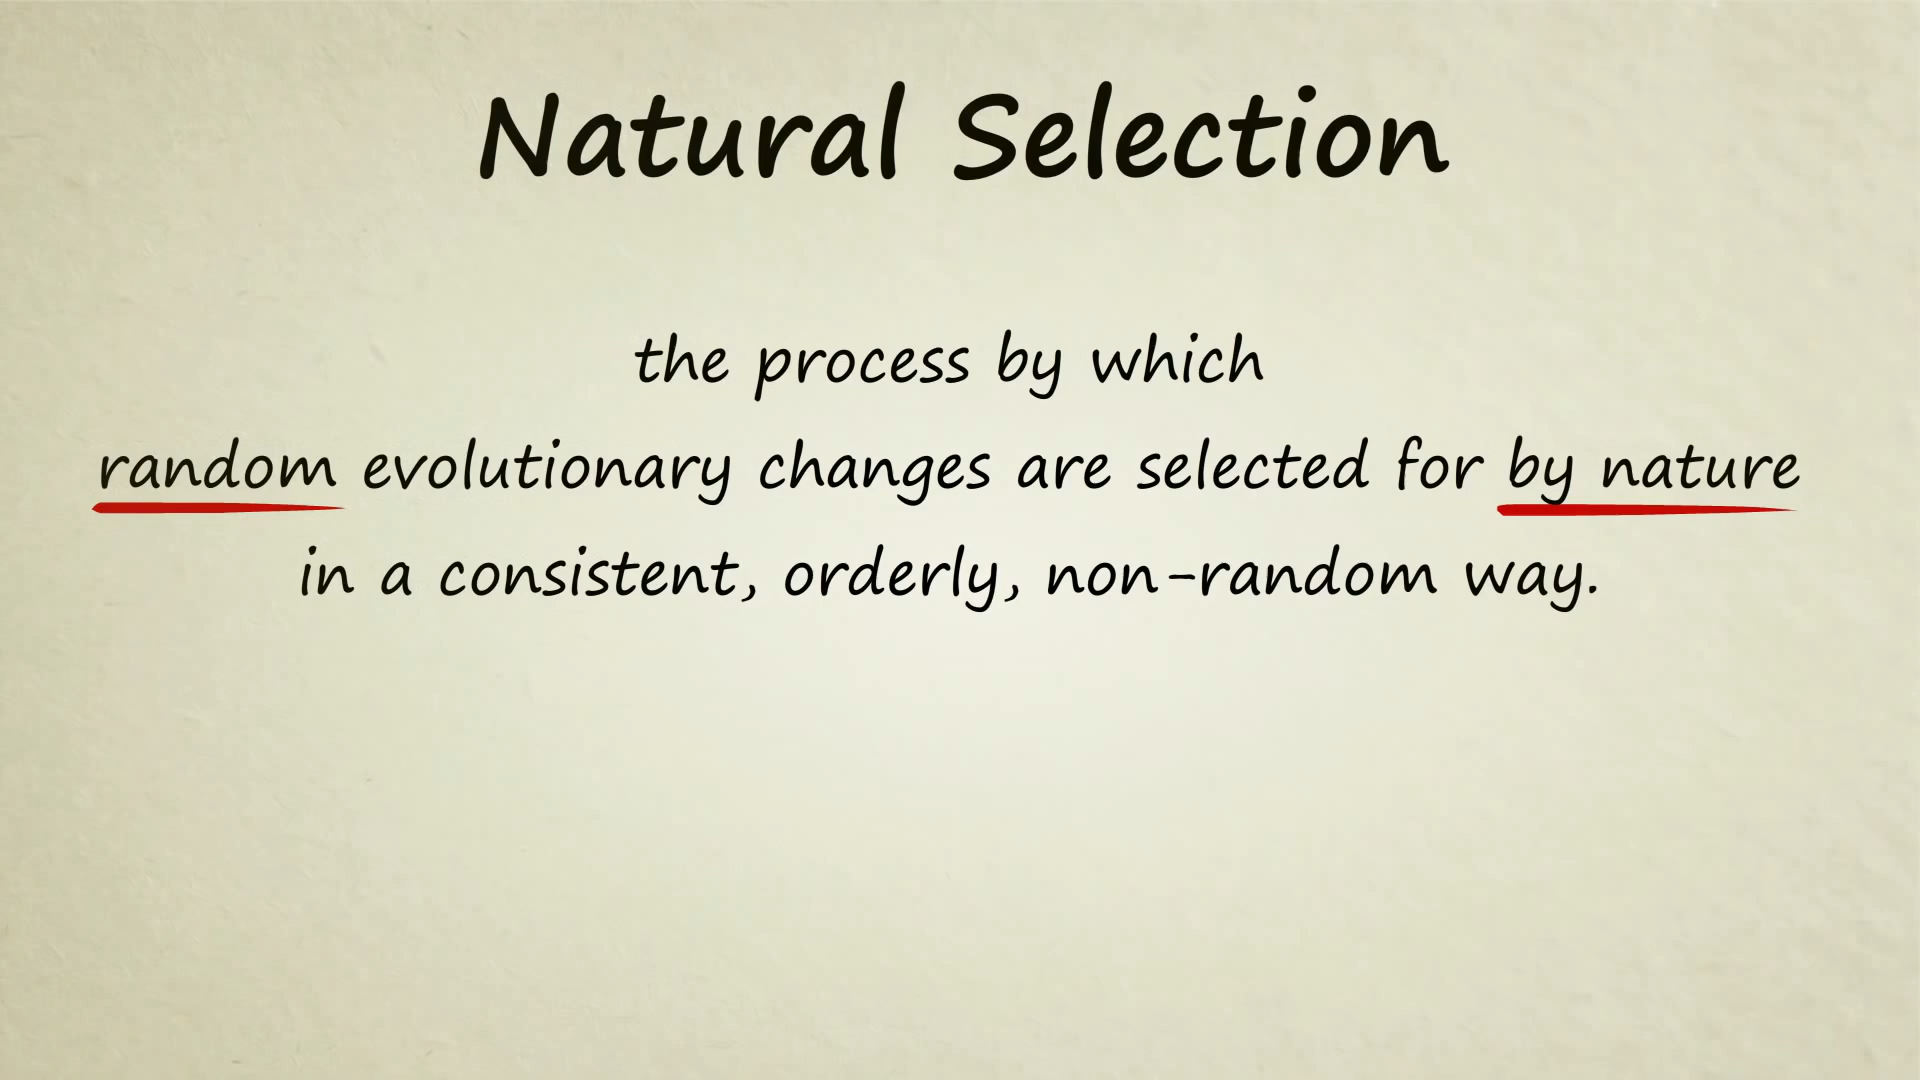 Natural Selection
the process by which
random evolutionary changes are selected for by nature
in a consistent, orderly, non-random way.